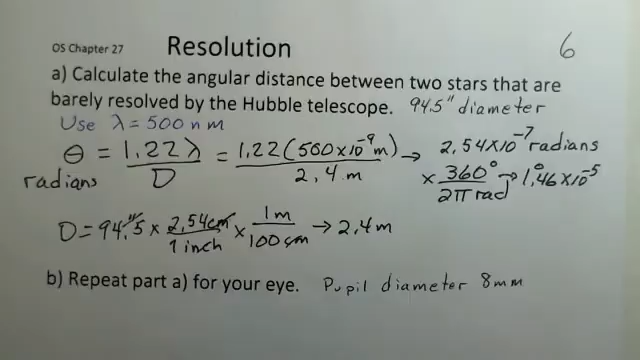 OS Chapter 27 Resolution 6
a) Calculate the angular distance between two stars that are
barely resolved by the Hubble telescope. 94.5" diameter
Use λ = 500 nm
θ = 1.22λ/D = 1.22(500×10⁻⁹m)/2.4 m → 2.54×10⁻⁷ radians
radians × 360°/2π rad → 1.46°×10⁻⁵
D = 94.5" × 2.54cm/1 inch × 1m/100cm → 2.4m
b) Repeat part a) for your eye. Pupil diameter 8mm